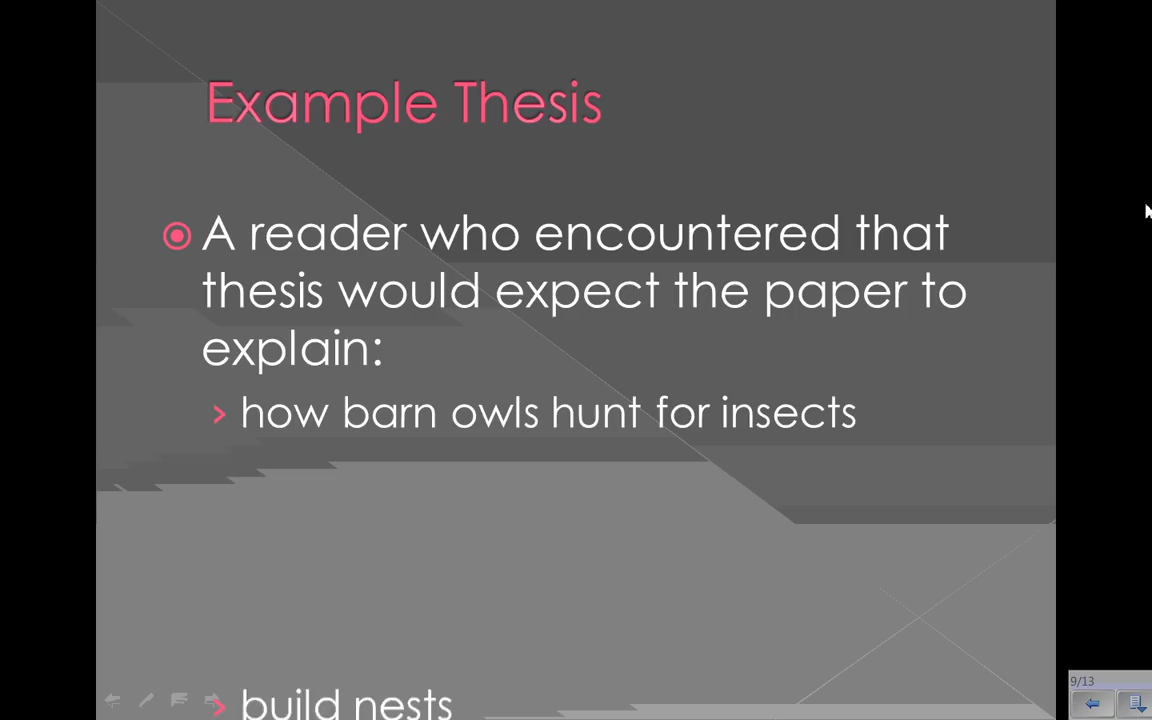 Example Thesis
A reader who encountered that
thesis would expect the paper to
explain:
how barn owls hunt for insects
build nests
9/13